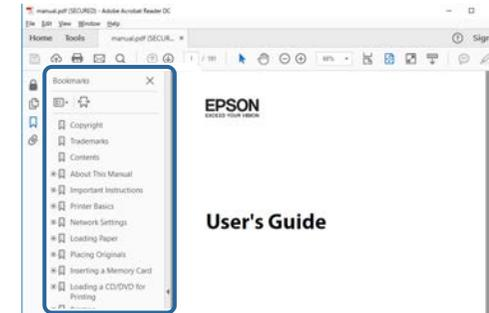 manual.pdf (SECURED) - Adobe Acrobat Reader DC
File Edit View Window Help
Home Tools manual.pdf (SECUR... ×
Sign
1 / 191
Bookmarks
EPSON
EXCEED YOUR VISION
Copyright
Trademarks
Contents
About This Manual
Important Instructions
Printer Basics
Network Settings
User's Guide
Loading Paper
Placing Originals
Inserting a Memory Card
Loading a CD/DVD for
Printing